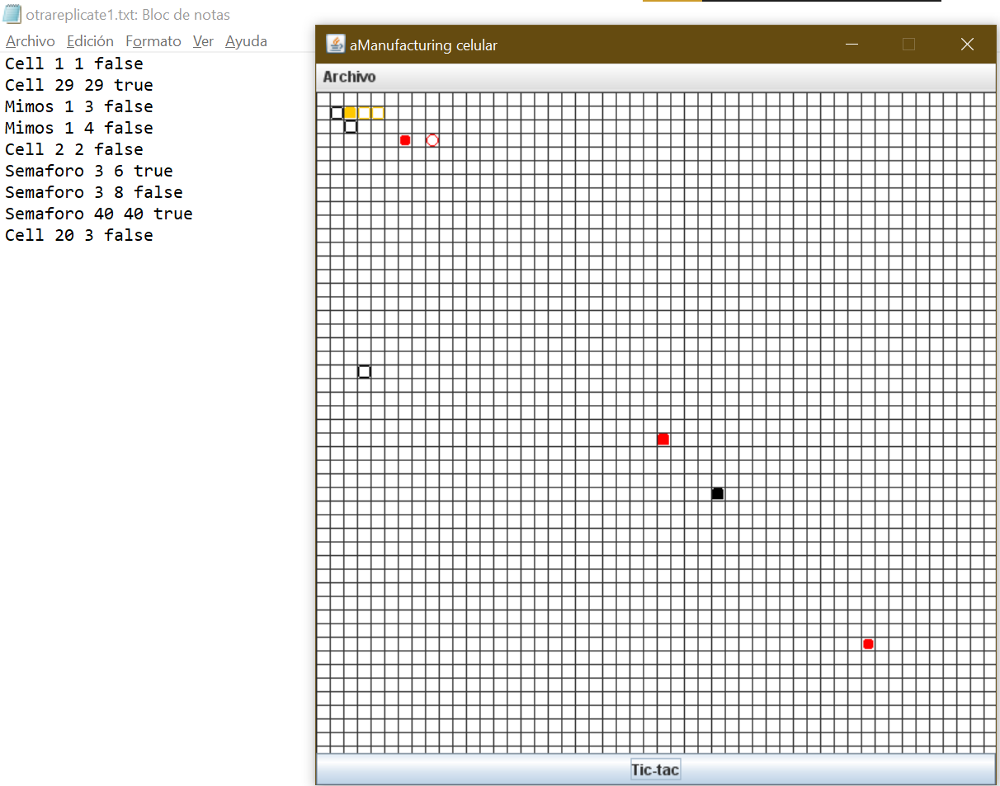 otrareplicate1.txt: Bloc de notas
Archivo Edición Formato Ver Ayuda
Cell 1 1 false
Cell 29 29 true
Mimos 1 3 false
Mimos 1 4 false
Cell 2 2 false
Semaforo 3 6 true
Semaforo 3 8 false
Semaforo 40 40 true
Cell 20 3 false
aManufacturing celular
Archivo
Tic-tac